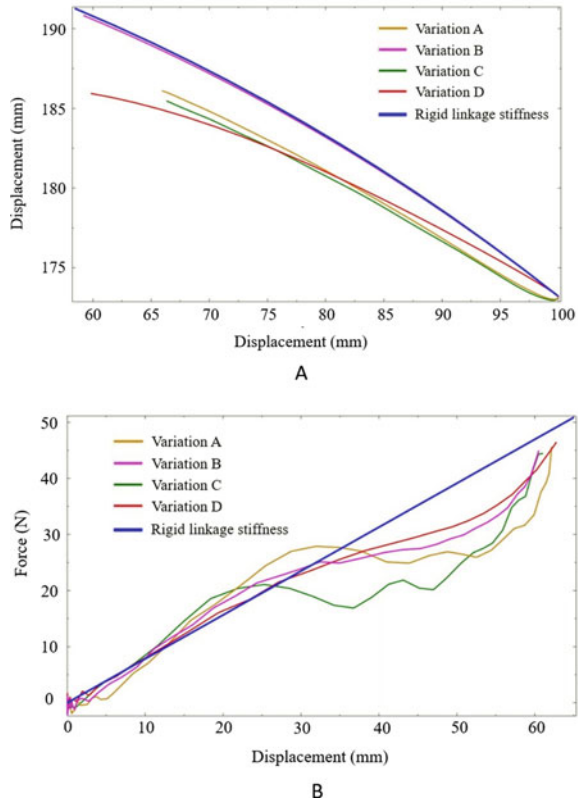 190
185
180
175
Displacement (mm)
Variation A
Variation B
Variation C
Variation D
Rigid linkage stiffness
60 65 70 75 80 85 90 95 100
Displacement (mm)
A
50
40
30
20
10
0
Force (N)
Variation A
Variation B
Variation C
Variation D
Rigid linkage stiffness
0 10 20 30 40 50 60
Displacement (mm)
B